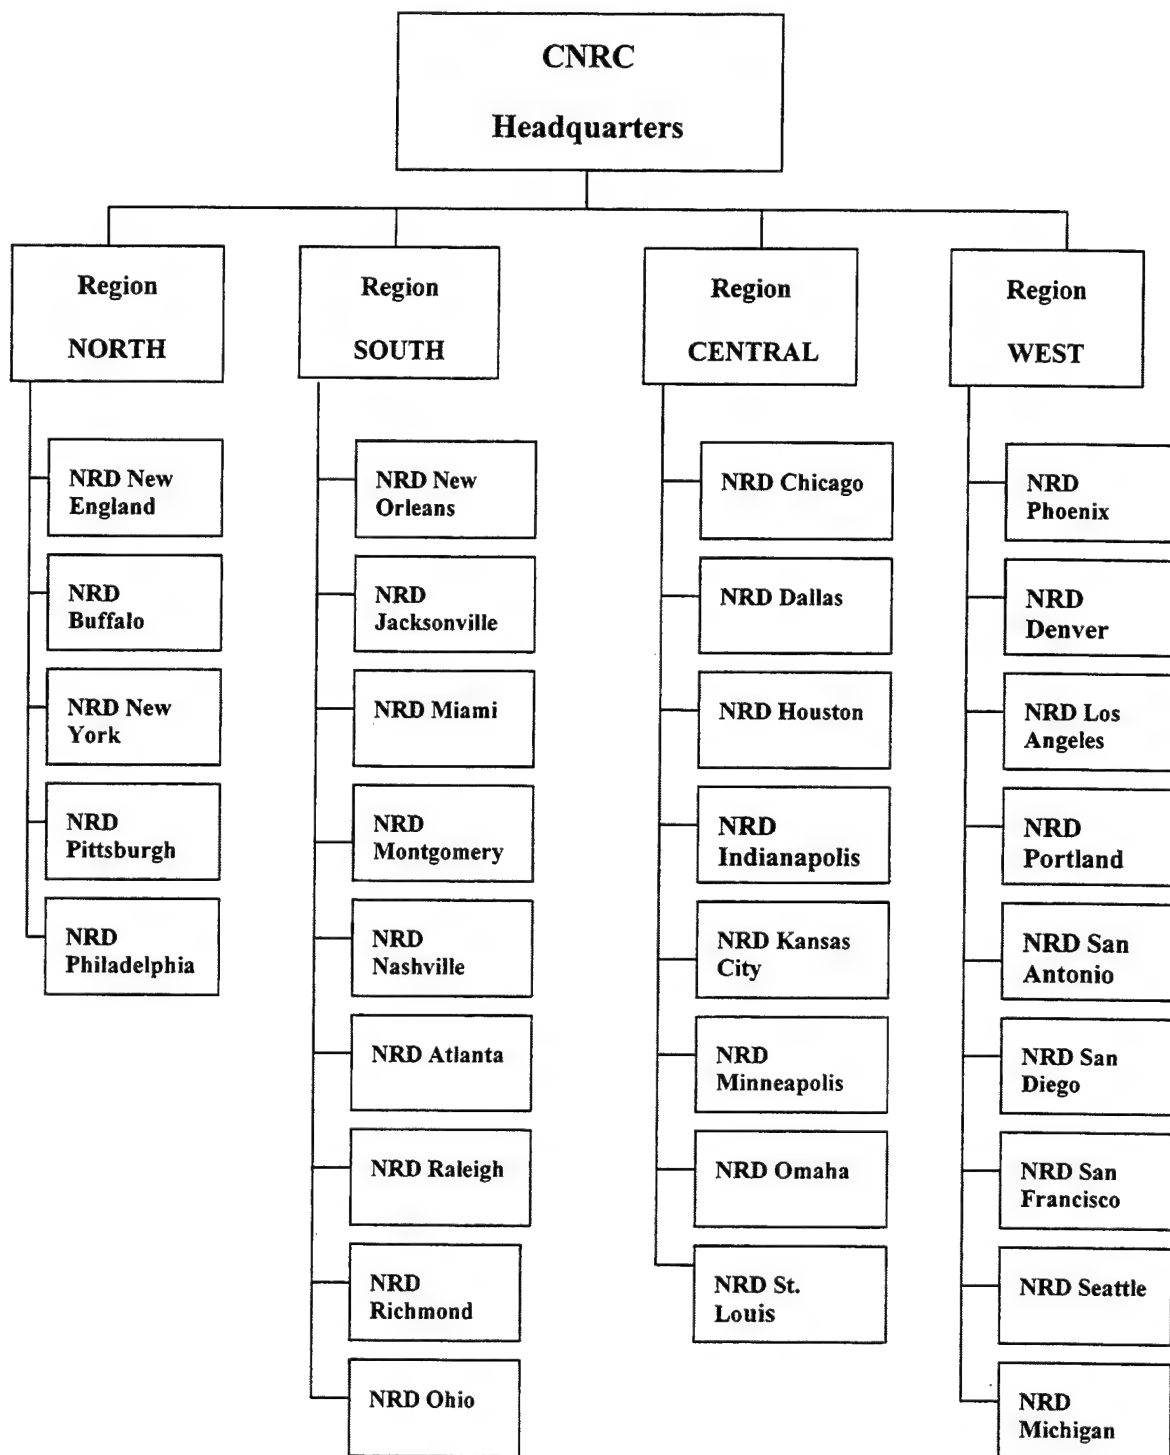 CNRC
Headquarters
Region
NORTH
NRD New
England
NRD
Buffalo
NRD New
York
NRD
Pittsburgh
NRD
Philadelphia
Region
SOUTH
NRD New
Orleans
NRD
Jacksonville
NRD Miami
NRD
Montgomery
NRD
Nashville
NRD Atlanta
NRD Raleigh
NRD
Richmond
NRD Ohio
Region
CENTRAL
NRD Chicago
NRD Dallas
NRD Houston
NRD
Indianapolis
NRD Kansas
City
NRD
Minneapolis
NRD Omaha
NRD St.
Louis
Region
WEST
NRD
Phoenix
NRD
Denver
NRD Los
Angeles
NRD
Portland
NRD San
Antonio
NRD San
Diego
NRD San
Francisco
NRD Seattle
NRD
Michigan